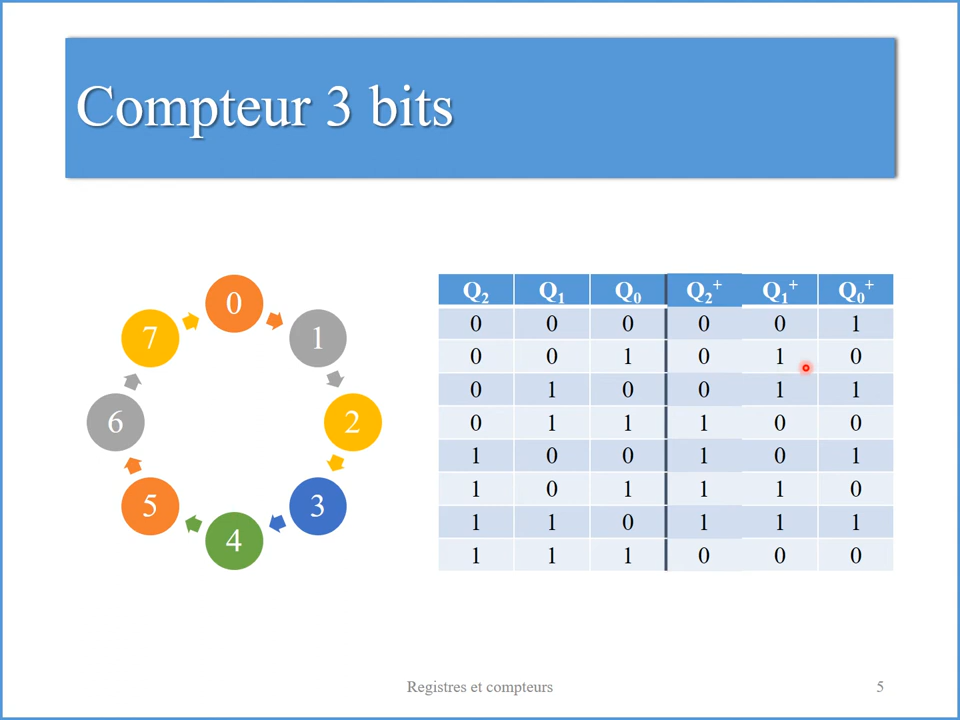 Compteur 3 bits
0
1
2
3
4
5
6
7
Q2 Q1 Q0 Q2+ Q1+ Q0+
0 0 0 0 0 1
0 0 1 0 1 0
0 1 0 0 1 1
0 1 1 1 0 0
1 0 0 1 0 1
1 0 1 1 1 0
1 1 0 1 1 1
1 1 1 0 0 0
Registres et compteurs
5